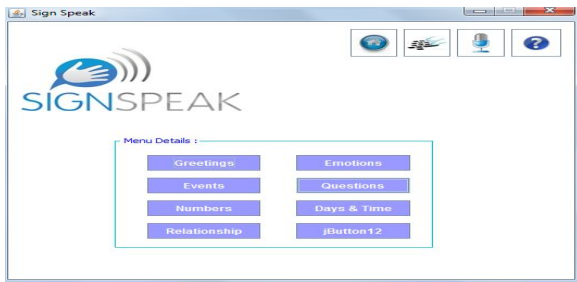 Sign Speak
SIGNSPEAK
Menu Details :
Greetings Emotions
Events Questions
Numbers Days & Time
Relationship jButton12